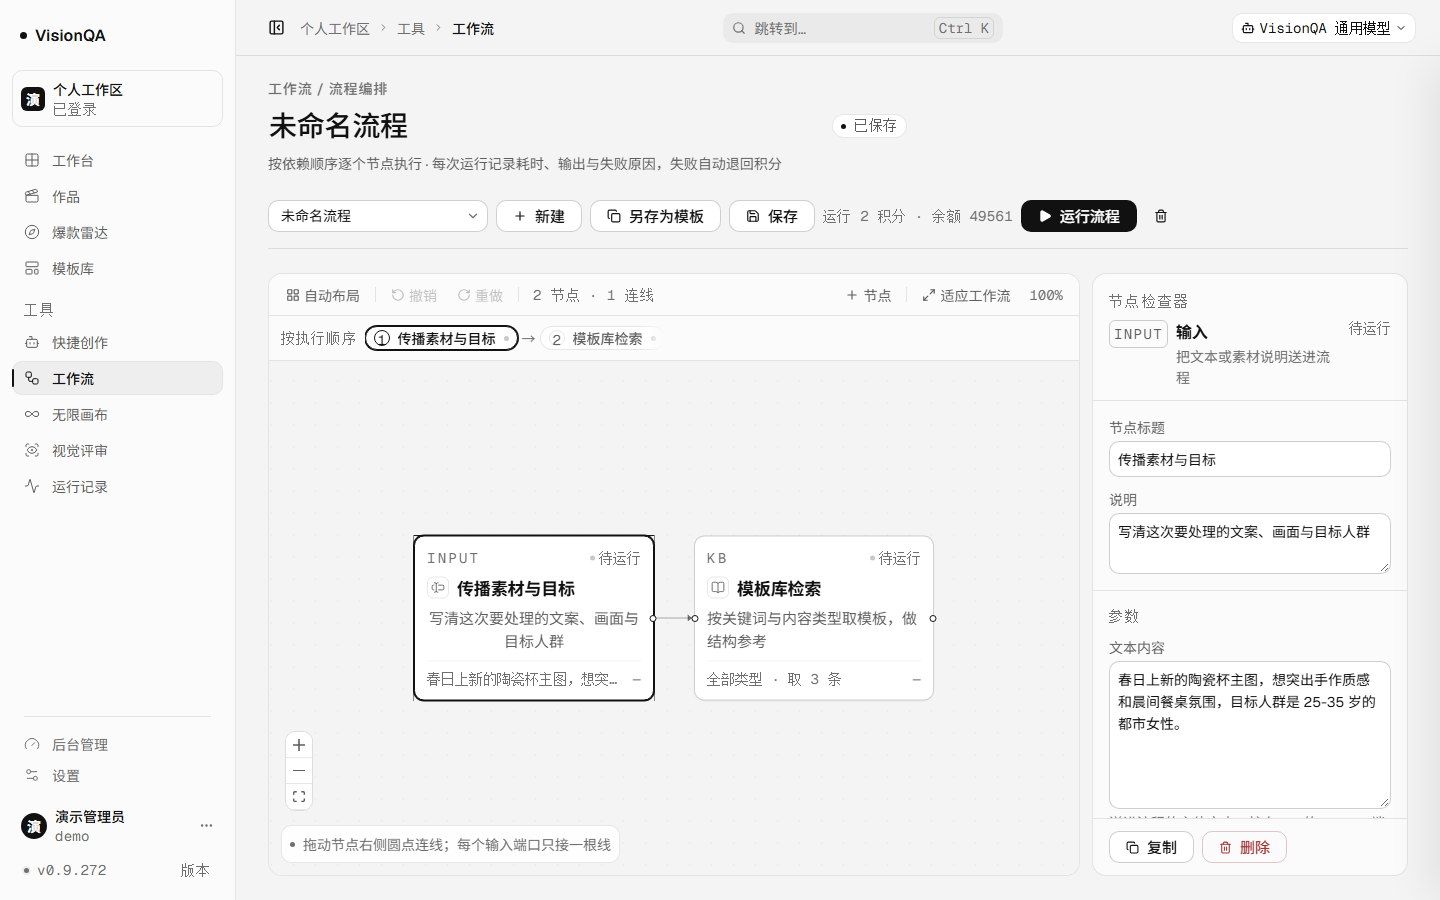 VisionQA
演
个人工作区
已登录
工作台
作品
爆款雷达
模板库
工具
快捷创作
工作流
无限画布
视觉评审
运行记录
后台管理
设置
演
演示管理员
demo
v0.9.272
版本
个人工作区
工具
工作流
跳转到...
Ctrl K
VisionQA 通用模型
工作流 / 流程编排
未命名流程
已保存
按依赖顺序逐个节点执行 · 每次运行记录耗时、输出与失败原因，失败自动退回积分
未命名流程
新建
另存为模板
保存
运行 2 积分 · 余额 49561
运行流程
自动布局
撤销
重做
2 节点 · 1 连线
节点
适应工作流
100%
按执行顺序
1 传播素材与目标
→
2 模板库检索
INPUT
待运行
传播素材与目标
写清这次要处理的文案、画面与
目标人群
春日上新的陶瓷杯主图，想突...
—
KB
待运行
模板库检索
按关键词与内容类型取模板，做
结构参考
全部类型 · 取 3 条
—
拖动节点右侧圆点连线；每个输入端口只接一根线
节点检查器
INPUT
输入
待运行
把文本或素材说明送进流
程
节点标题
传播素材与目标
说明
写清这次要处理的文案、画面与目标人群
参数
文本内容
春日上新的陶瓷杯主图，想突出手作质感
和晨间餐桌氛围，目标人群是 25-35 岁的
都市女性。
复制
删除